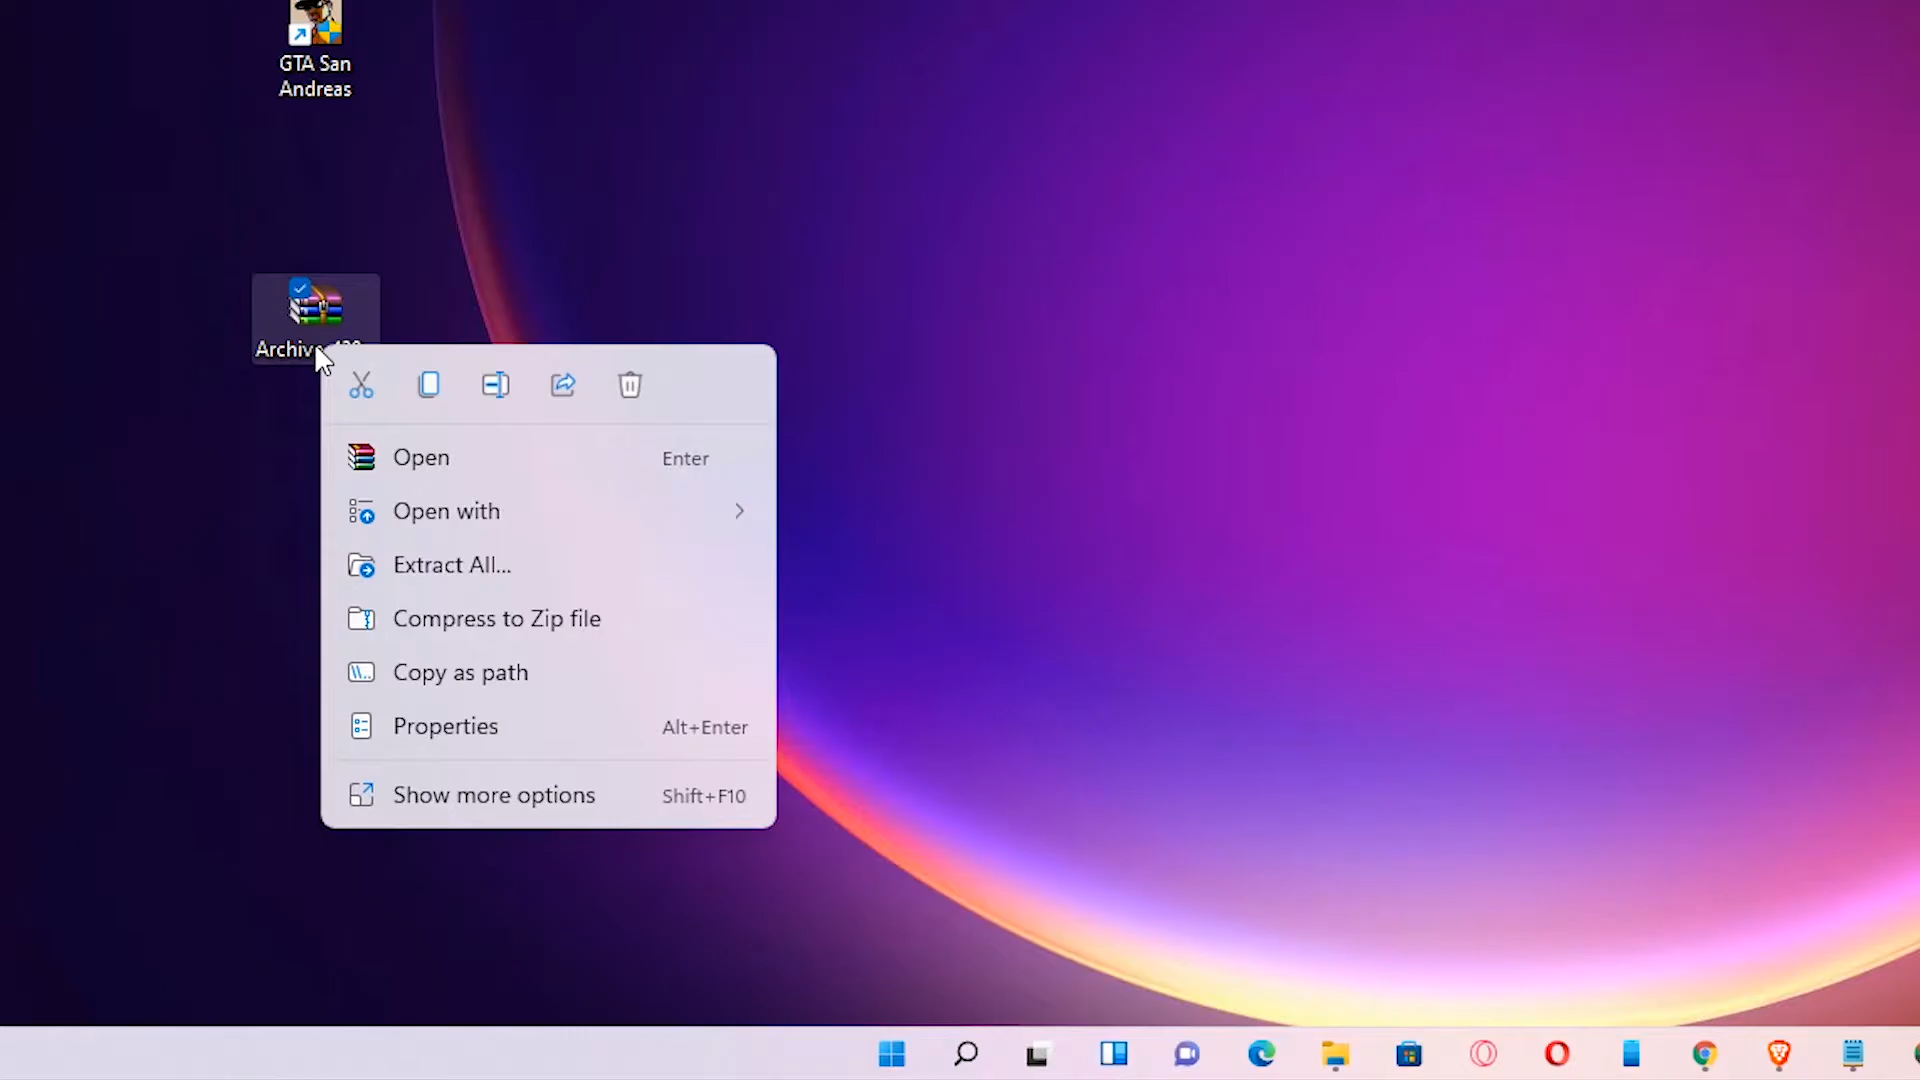 GTA San
Andreas
Open Enter
Open with
Extract All...
Compress to Zip file
Copy as path
Properties Alt+Enter
Show more options Shift+F10